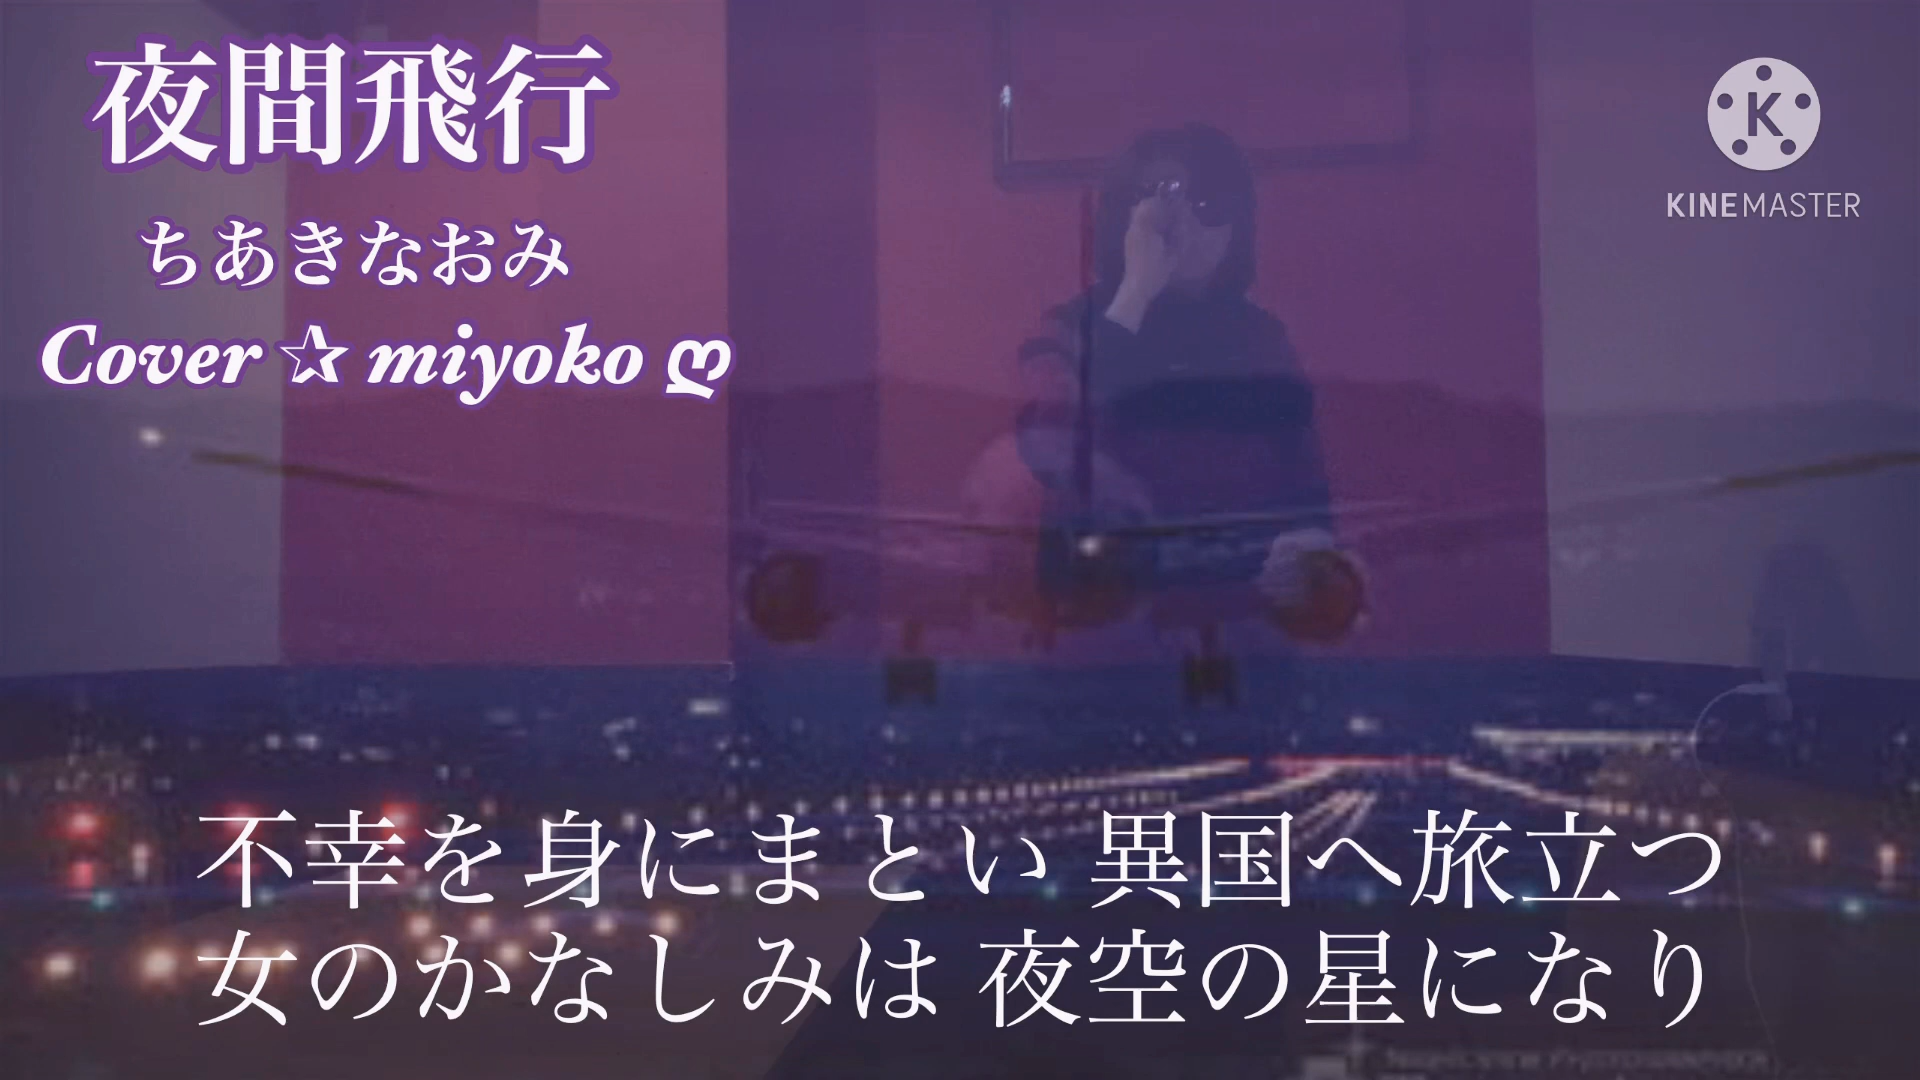 夜間飛行
K
KINEMASTER
ちあきなおみ
Cover ☆ miyoko ღ
不幸を身にまとい 異国へ旅立つ
女のかなしみは 夜空の星になり